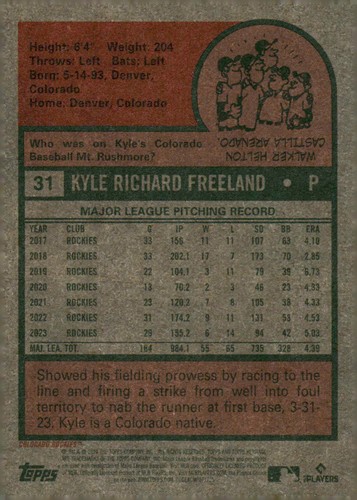 Height: 6'4" Weight: 204
Throws: Left Bats: Left
Born: 5-14-93, Denver,
Colorado
Home: Denver, Colorado
Who was on Kyle's Colorado
Baseball Mt. Rushmore?
WALKER HELTON
CASTILLA ARENADO
31 KYLE RICHARD FREELAND • P
MAJOR LEAGUE PITCHING RECORD
YEAR CLUB G IP W L SO BB ERA
2017 ROCKIES 33 156 11 11 107 63 4.10
2018 ROCKIES 33 202.1 17 7 173 70 2.85
2019 ROCKIES 22 104.1 3 11 79 39 6.73
2020 ROCKIES 13 70.2 2 3 46 23 4.33
2021 ROCKIES 23 120.2 7 8 105 38 4.33
2022 ROCKIES 31 174.2 9 11 131 53 4.53
2023 ROCKIES 29 155.2 6 14 94 42 5.03
MAJ. LEA. TOT. 184 984.1 55 65 735 328 4.39
Showed his fielding prowess by racing to the
line and firing a strike from well into foul
territory to nab the runner at first base, 3-31-
23. Kyle is a Colorado native.
COLORADO ROCKIES
Topps
PLAYERS